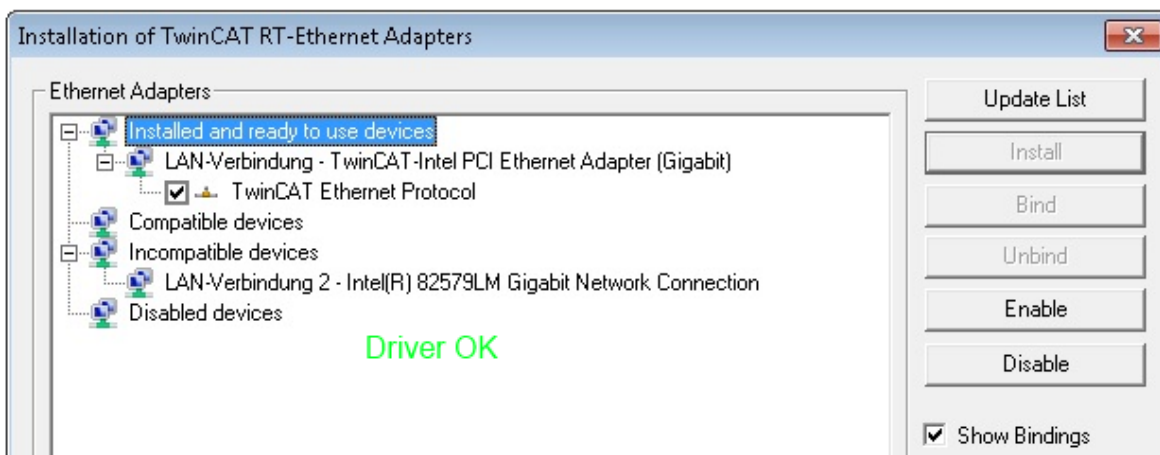 Installation of TwinCAT RT-Ethernet Adapters
Ethernet Adapters
Installed and ready to use devices
LAN-Verbindung - TwinCAT-Intel PCI Ethernet Adapter (Gigabit)
TwinCAT Ethernet Protocol
Compatible devices
Incompatible devices
LAN-Verbindung 2 - Intel(R) 82579LM Gigabit Network Connection
Disabled devices
Driver OK
Update List
Install
Bind
Unbind
Enable
Disable
Show Bindings